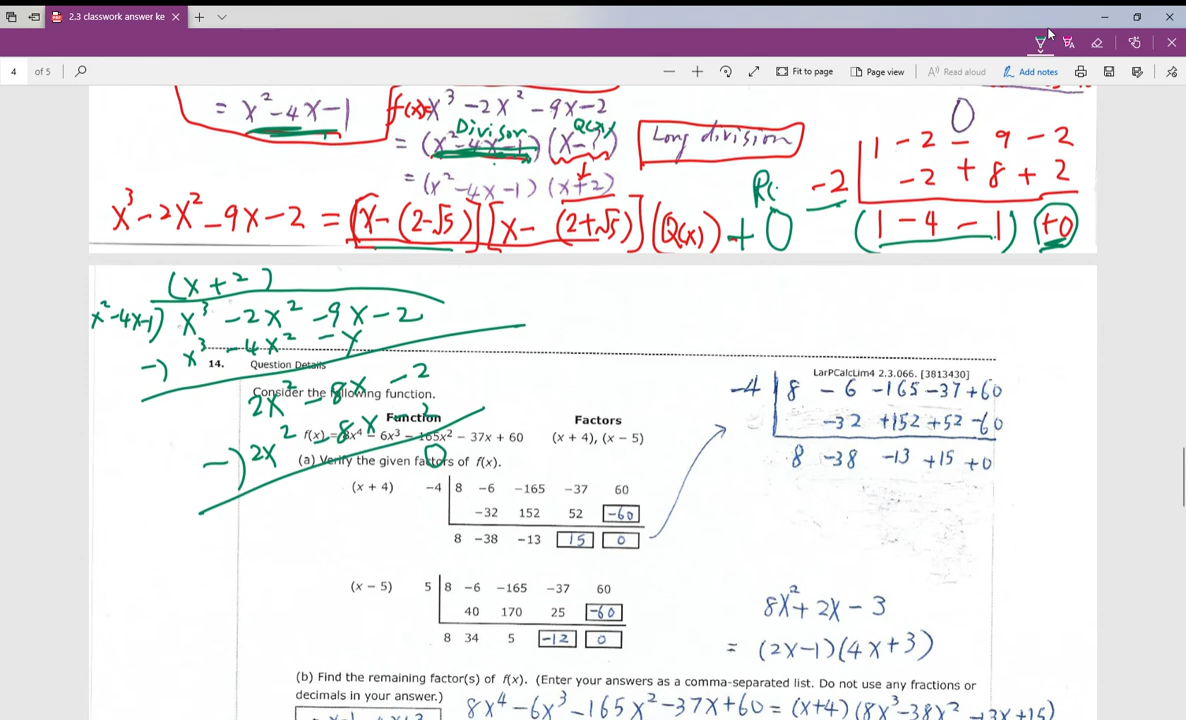 2.3 classwork answer ke
4 of 5
Fit to page
Page view
Read aloud
Add notes
= x² - 4x - 1
f(x) = x³ - 2x² - 9x - 2
Divisor Q(x)
= (x² - 4x - 1) (x - ?)
= (x² - 4x - 1) (x + 2)
Long division
0
1 - 2 - 9 - 2
-2 - 2 + 8 + 2
(1 - 4 - 1) +0
x³ - 2x² - 9x - 2 = [x - (2-√5)] [x - (2+√5)] (Q(x)) + 0
(x + 2)
x² - 4x - 1) x³ - 2x² - 9x - 2
-) x³ - 4x² - x
2x² - 8x - 2
-) 2x² - 8x - 2
0
14. Question Details
LarPCalcLim4 2.3.066. [3813430]
Consider the following function.
Function Factors
f(x) = 8x⁴ - 6x³ - 165x² - 37x + 60 (x + 4), (x − 5)
(a) Verify the given factors of f(x).
(x + 4) -4 8 -6 -165 -37 60
-32 152 52 -60
8 -38 -13 15 0
-4 8 - 6 - 165 - 37 + 60
-32 +152 +52 -60
8 -38 -13 +15 +0
(x − 5) 5 8 -6 -165 -37 60
40 170 25 -60
8 34 5 -12 0
8x² + 2x - 3
= (2x-1)(4x+3)
(b) Find the remaining factor(s) of f(x). (Enter your answers as a comma-separated list. Do not use any fractions or
decimals in your answer.)
8x⁴ - 6x³ - 165x² - 37x + 60 = (x+4) (8x³ - 38x² - 13x + 15)